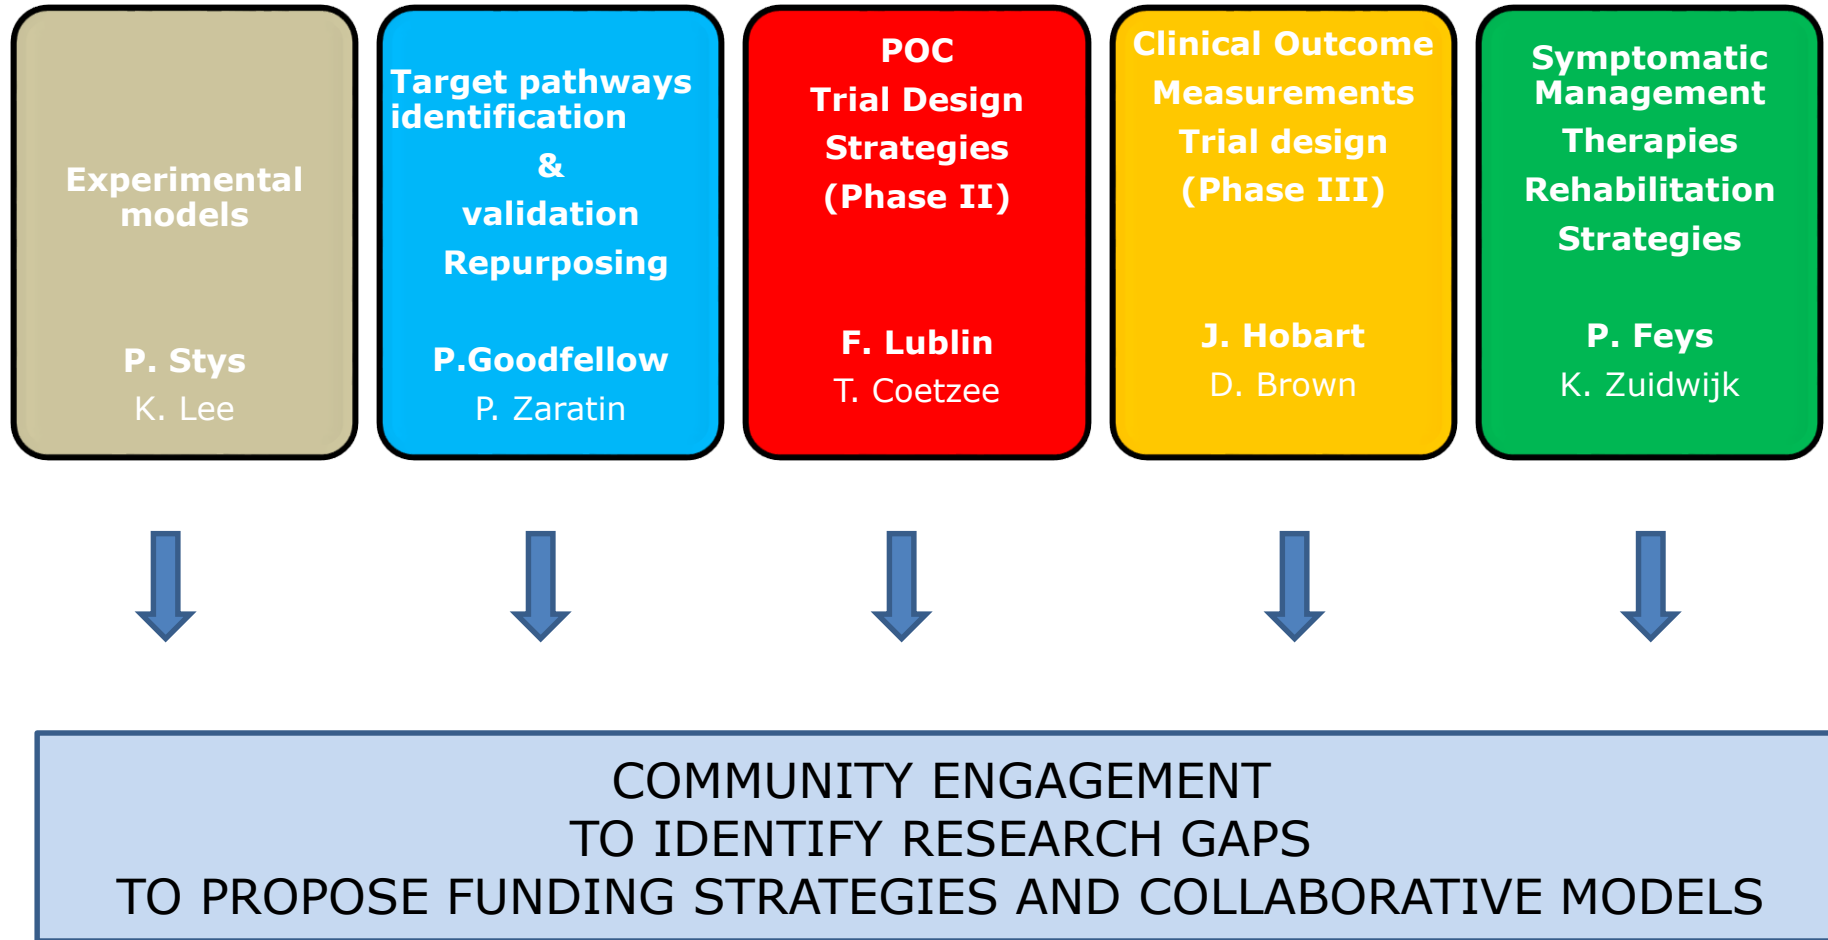 Experimental
models
P. Stys
K. Lee
Target pathways
identification
&
validation
Repurposing
P.Goodfellow
P. Zaratin
POC
Trial Design
Strategies
(Phase II)
F. Lublin
T. Coetzee
Clinical Outcome
Measurements
Trial design
(Phase III)
J. Hobart
D. Brown
Symptomatic
Management
Therapies
Rehabilitation
Strategies
P. Feys
K. Zuidwijk
COMMUNITY ENGAGEMENT
TO IDENTIFY RESEARCH GAPS
TO PROPOSE FUNDING STRATEGIES AND COLLABORATIVE MODELS